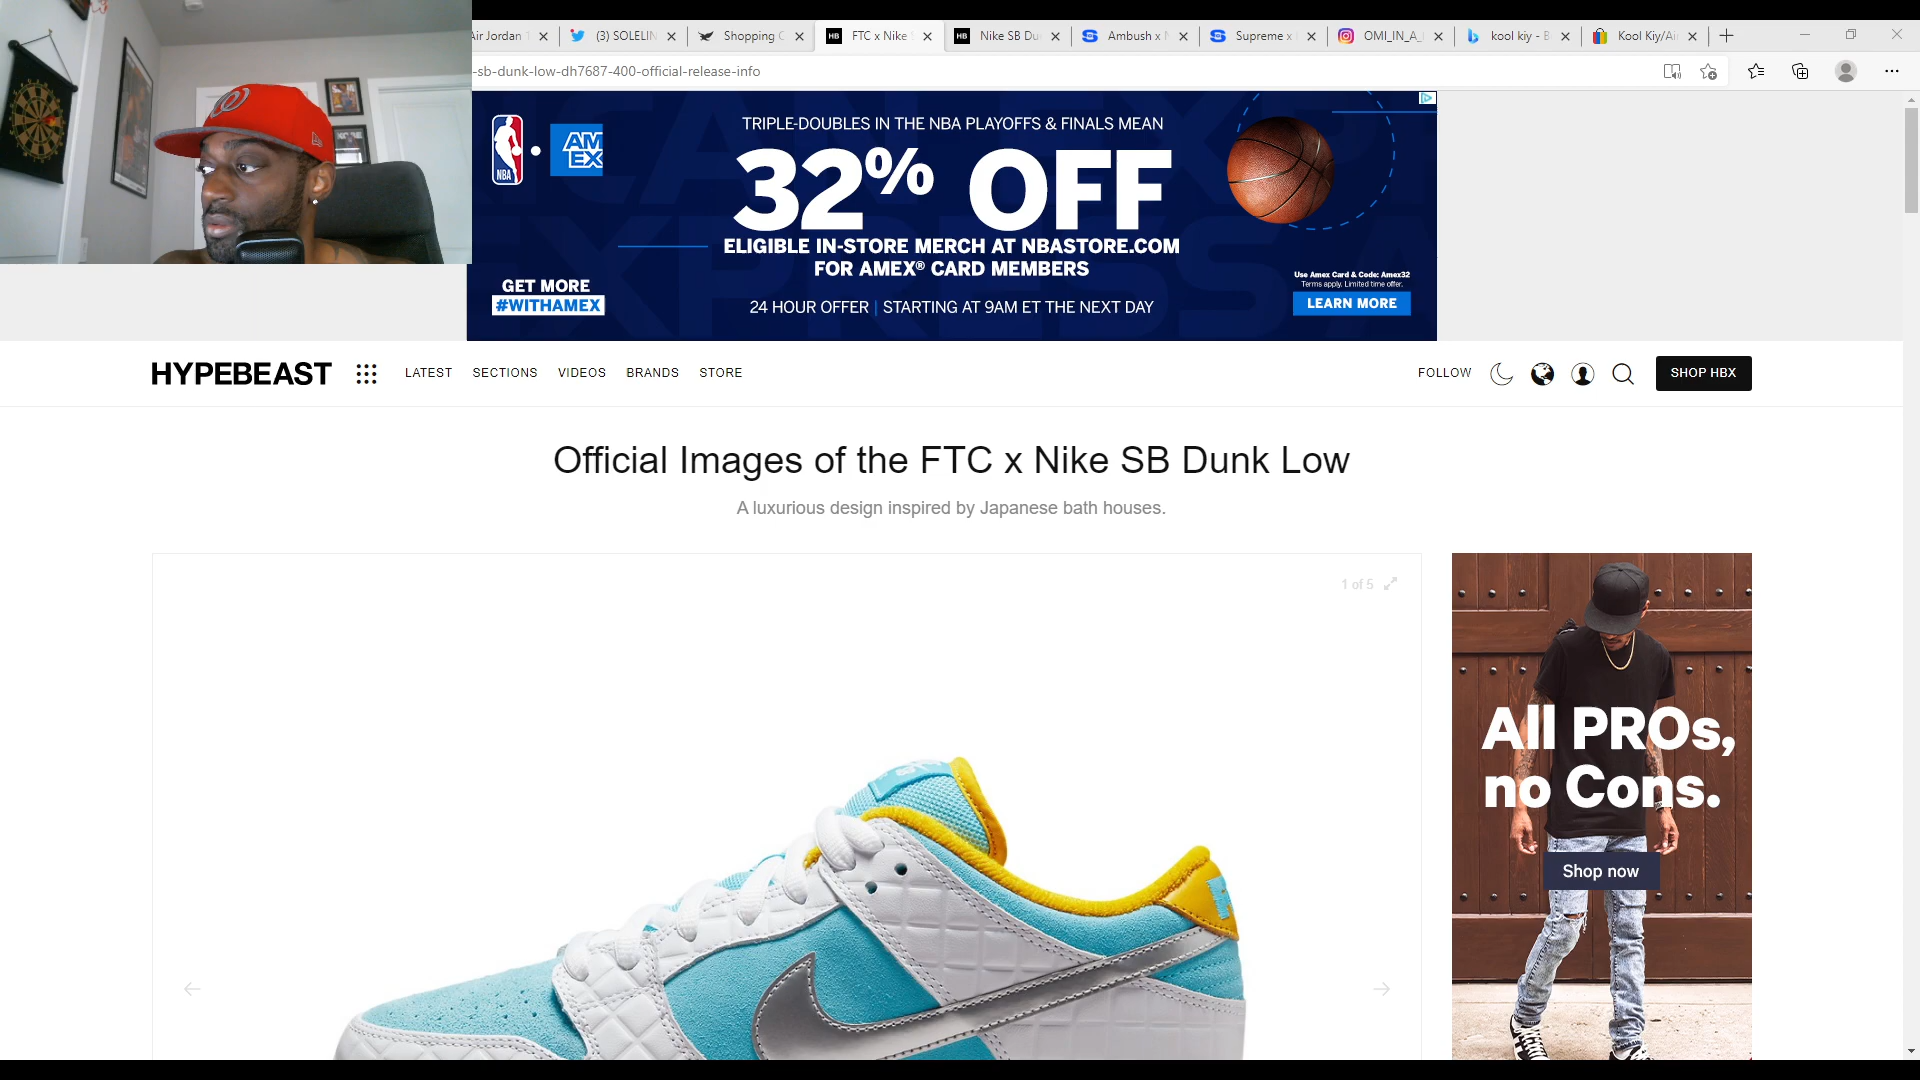 Air Jordan 1
(3) SOLELIN
Shopping C
HB FTC x Nike S
HB Nike SB Du
Ambush x N
Supreme x
OMI_IN_A_
kool kiy - B
Kool Kiy/Ai
-sb-dunk-low-dh7687-400-official-release-info
TRIPLE-DOUBLES IN THE NBA PLAYOFFS & FINALS MEAN
NBA
AM
EX
32% OFF
ELIGIBLE IN-STORE MERCH AT NBASTORE.COM
FOR AMEX® CARD MEMBERS
GET MORE
#WITHAMEX
24 HOUR OFFER | STARTING AT 9AM ET THE NEXT DAY
Use Amex Card & Code: Amex32
Terms apply. Limited time offer.
LEARN MORE
HYPEBEAST
LATEST
SECTIONS
VIDEOS
BRANDS
STORE
FOLLOW
SHOP HBX
Official Images of the FTC x Nike SB Dunk Low
A luxurious design inspired by Japanese bath houses.
1 of 5
All PROs,
no Cons.
Shop now